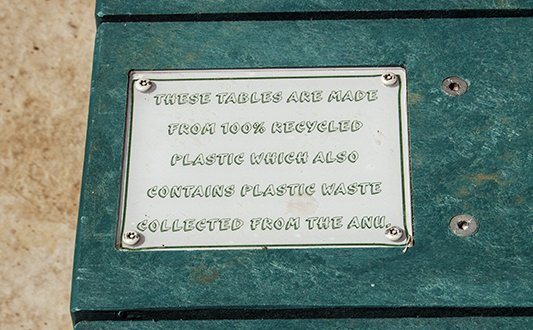 THESE TABLES ARE MADE
FROM 100% RECYCLED
PLASTIC WHICH ALSO
CONTAINS PLASTIC WASTE
COLLECTED FROM THE ANU.